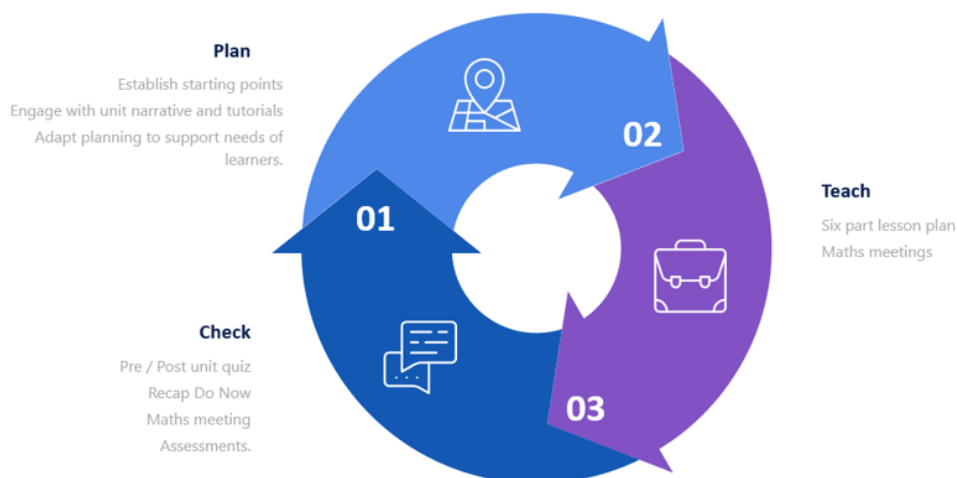 Plan
Establish starting points
Engage with unit narrative and tutorials
Adapt planning to support needs of
learners.
02
01
Teach
Six part lesson plan
Maths meetings
Check
Pre / Post unit quiz
Recap Do Now
Maths meeting
Assessments.
03